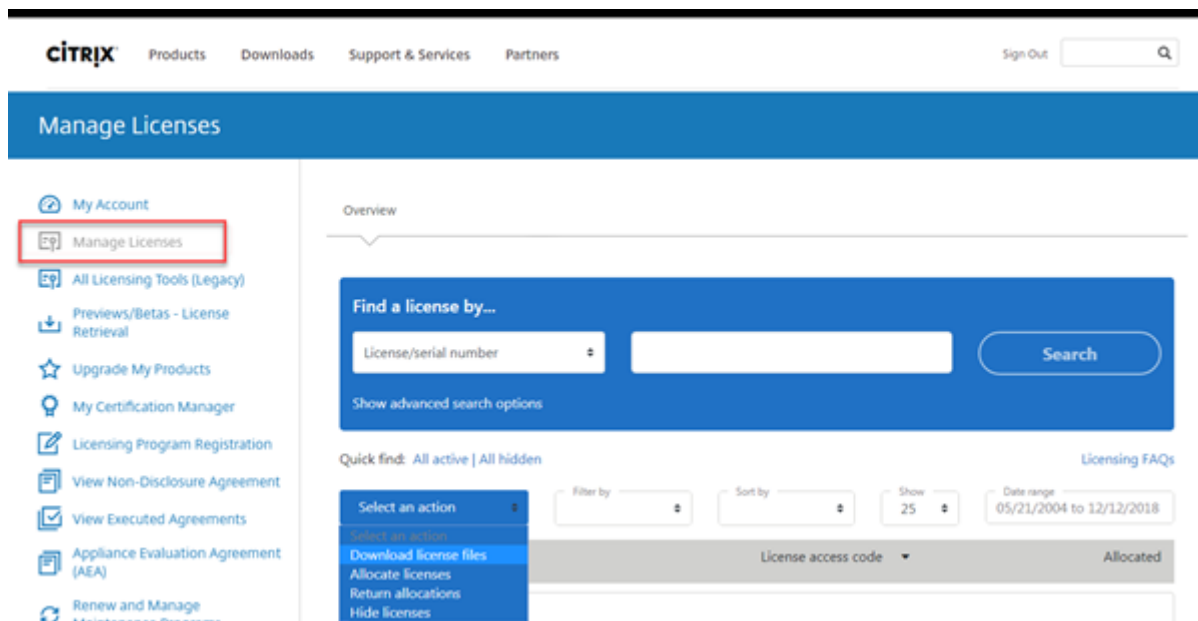 CİTRIX Products Downloads Support & Services Partners Sign Out
Manage Licenses
My Account
Manage Licenses
All Licensing Tools (Legacy)
Previews/Betas - License
Retrieval
Upgrade My Products
My Certification Manager
Licensing Program Registration
View Non-Disclosure Agreement
View Executed Agreements
Appliance Evaluation Agreement
(AEA)
Renew and Manage
Maintenance Programs
Overview
Find a license by...
License/serial number
Search
Show advanced search options
Quick find: All active | All hidden
Licensing FAQs
Select an action
Filter by
Sort by
Show
25
Date range
05/21/2004 to 12/12/2018
Select an action
Download license files
Allocate licenses
Return allocations
Hide licenses
License access code
Allocated